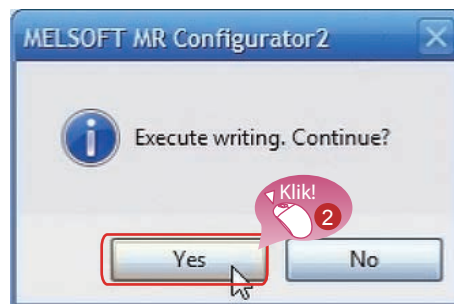 MELSOFT MR Configurator2
Execute writing. Continue?
Klik!
2
Yes
No